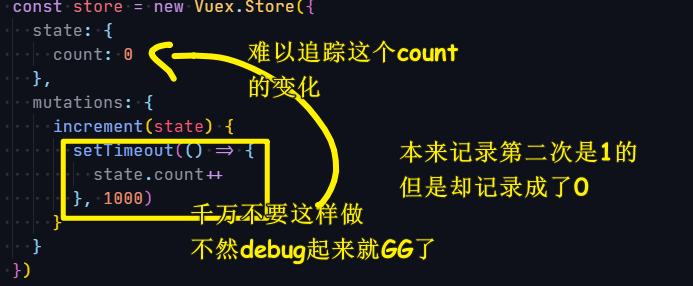 const store = new Vuex.Store({
state: {
count: 0
},
mutations: {
increment(state) {
setTimeout(() => {
state.count++
}, 1000)
}
}
})
难以追踪这个count
的变化
本来记录第二次是1的
但是却记录成了0
千万不要这样做
不然debug起来就GG了